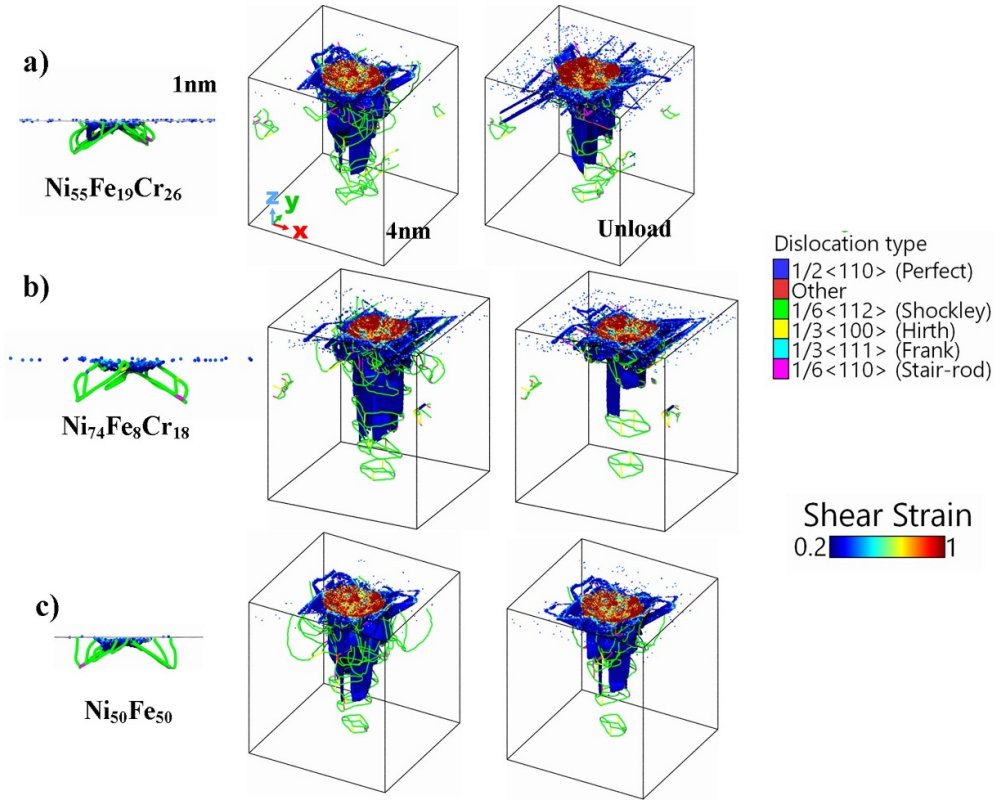 a)
1nm
Ni₅₅Fe₁₉Cr₂₆
z
y
x
4nm
Unload
b)
Ni₇₄Fe₈Cr₁₈
c)
Ni₅₀Fe₅₀
Dislocation type
1/2<110> (Perfect)
Other
1/6<112> (Shockley)
1/3<100> (Hirth)
1/3<111> (Frank)
1/6<110> (Stair-rod)
Shear Strain
0.2 1